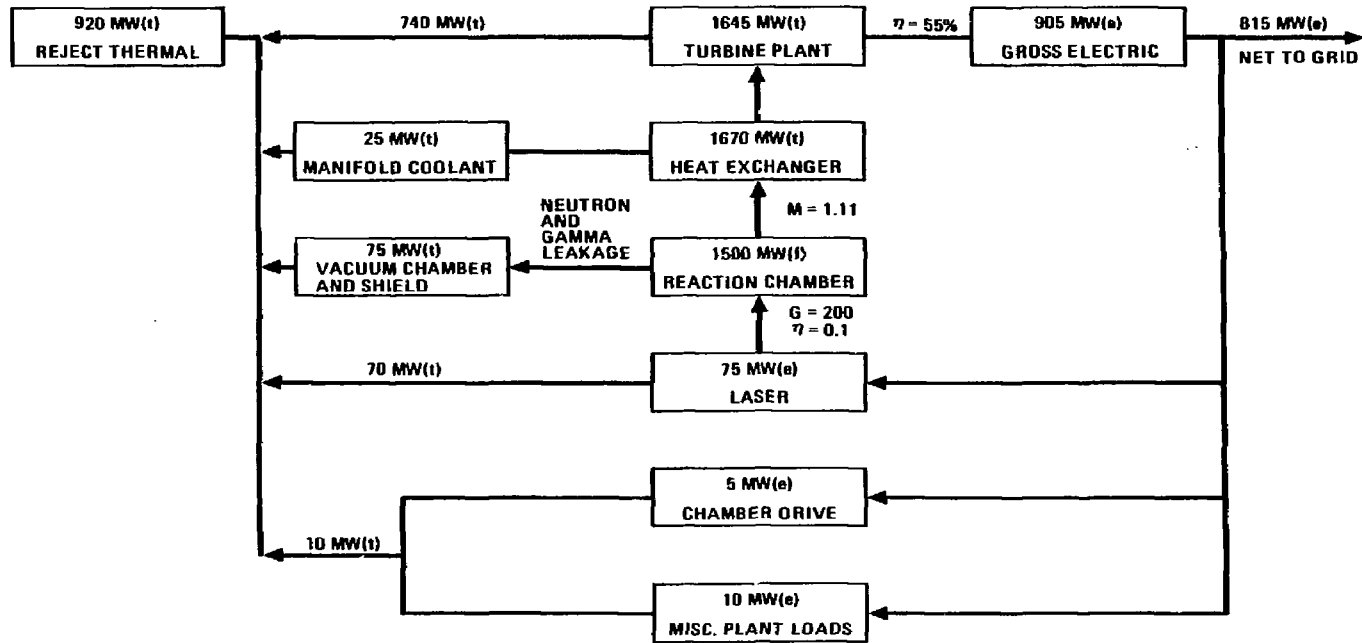 920 MW(t)
REJECT THERMAL
740 MW(t)
1645 MW(t)
TURBINE PLANT
η = 55%
905 MW(e)
GROSS ELECTRIC
815 MW(e)
NET TO GRID
25 MW(t)
MANIFOLD COOLANT
1670 MW(t)
HEAT EXCHANGER
M = 1.11
NEUTRON
AND
GAMMA
LEAKAGE
75 MW(t)
VACUUM CHAMBER
AND SHIELD
1500 MW(f)
REACTION CHAMBER
G = 200
η = 0.1
70 MW(t)
75 MW(e)
LASER
5 MW(e)
CHAMBER DRIVE
10 MW(t)
10 MW(e)
MISC. PLANT LOADS